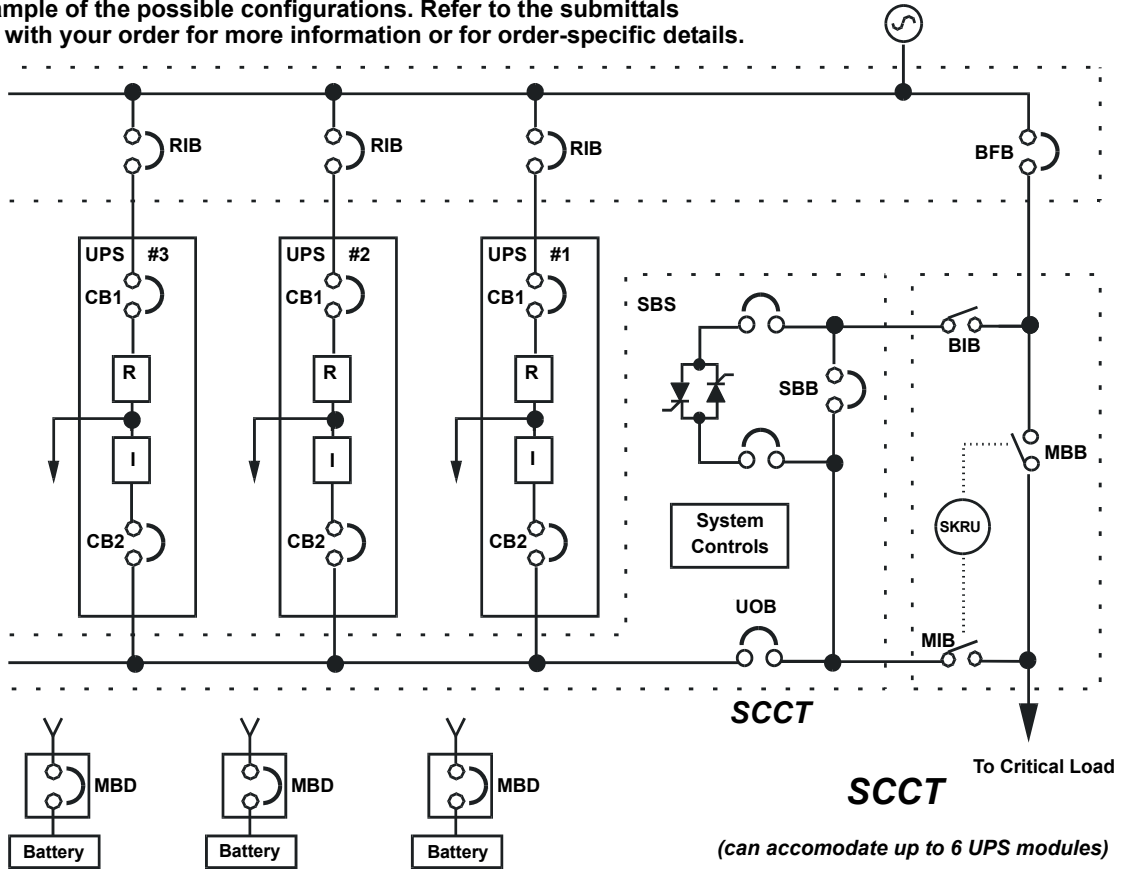 ample of the possible configurations. Refer to the submittals
with your order for more information or for order-specific details.
RIB
RIB
RIB
BFB
UPS #3
UPS #2
UPS #1
CB1
CB1
CB1
SBS
BIB
R
R
R
SBB
MBB
I
I
I
System
Controls
SKRU
CB2
CB2
CB2
UOB
MIB
SCCT
To Critical Load
MBD
MBD
MBD
SCCT
Battery
Battery
Battery
(can accomodate up to 6 UPS modules)